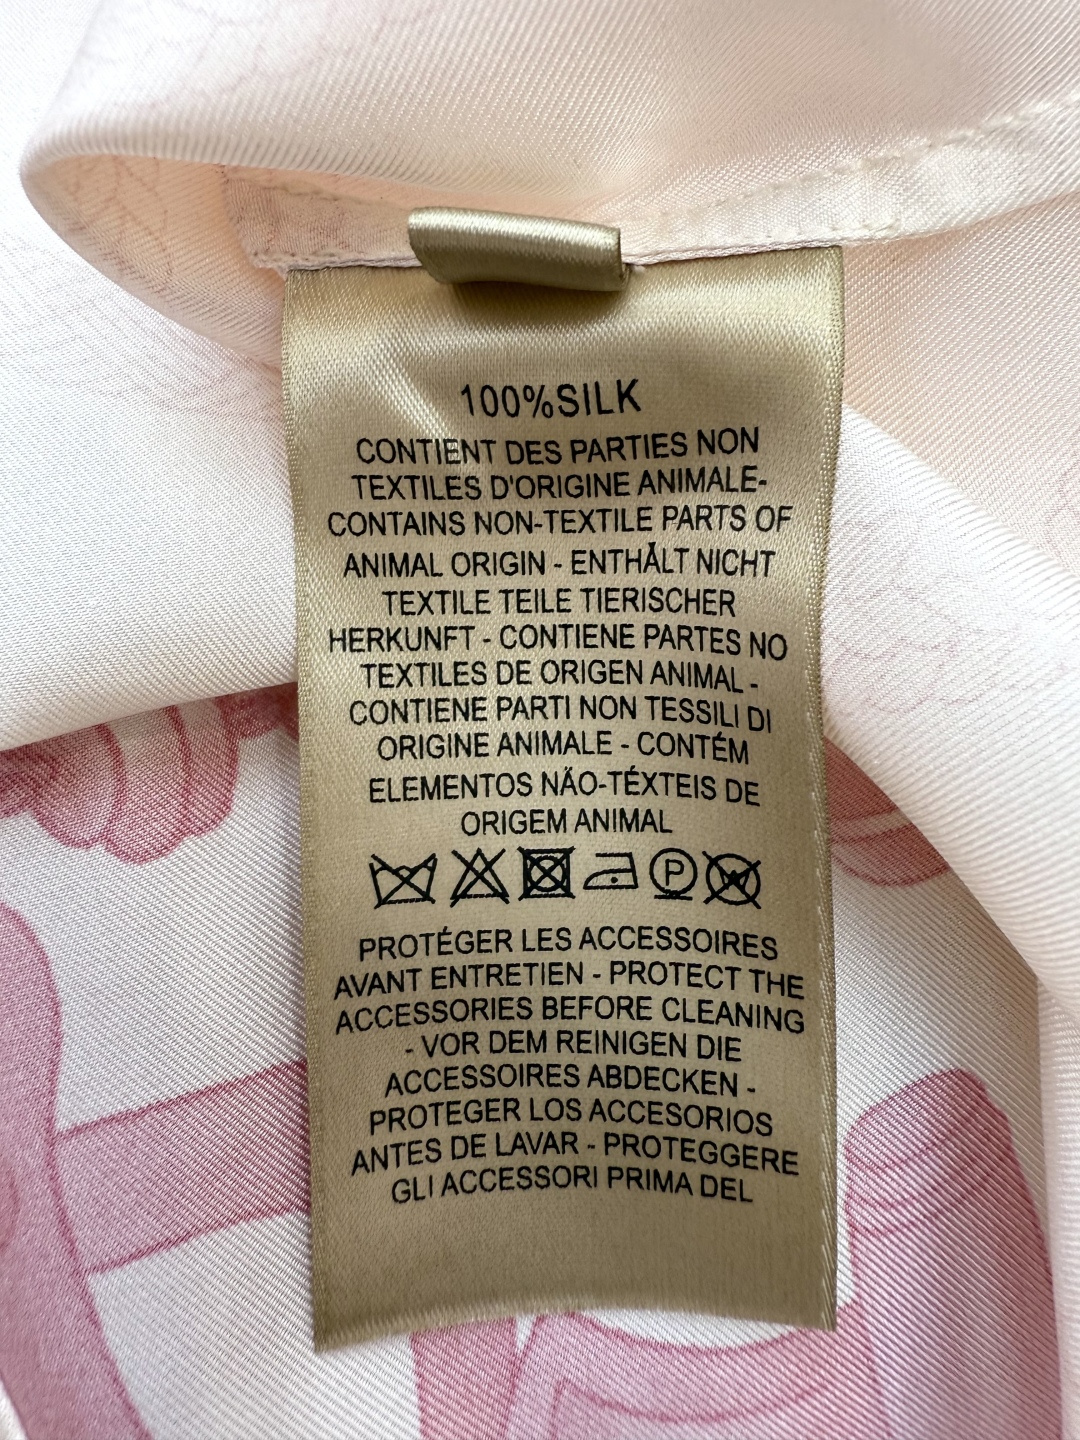 100%SILK
CONTIENT DES PARTIES NON
TEXTILES D'ORIGINE ANIMALE-
CONTAINS NON-TEXTILE PARTS OF
ANIMAL ORIGIN - ENTHÄLT NICHT
TEXTILE TEILE TIERISCHER
HERKUNFT - CONTIENE PARTES NO
TEXTILES DE ORIGEN ANIMAL -
CONTIENE PARTI NON TESSILI DI
ORIGINE ANIMALE - CONTÉM
ELEMENTOS NÃO-TÉXTEIS DE
ORIGEM ANIMAL
P W
PROTÉGER LES ACCESSOIRES
AVANT ENTRETIEN - PROTECT THE
ACCESSORIES BEFORE CLEANING
- VOR DEM REINIGEN DIE
ACCESSOIRES ABDECKEN -
PROTEGER LOS ACCESORIOS
ANTES DE LAVAR - PROTEGGERE
GLI ACCESSORI PRIMA DEL